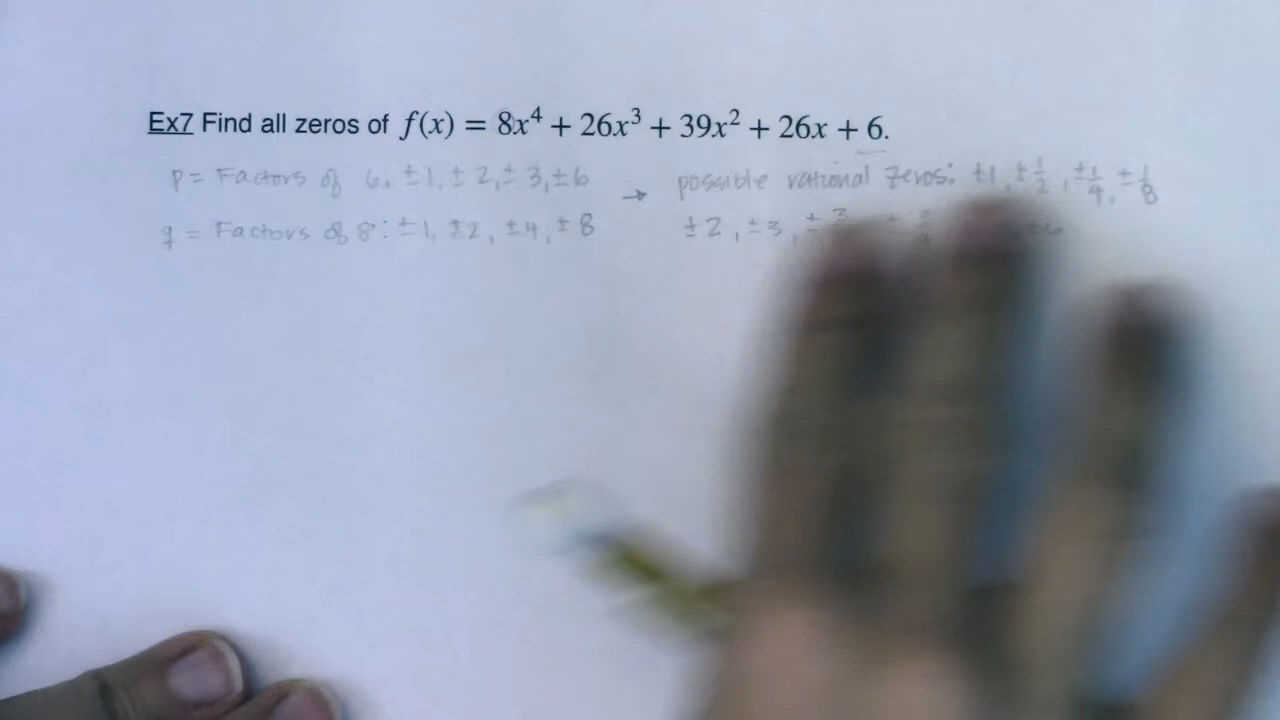 Ex7 Find all zeros of f(x) = 8x⁴ + 26x³ + 39x² + 26x + 6.
p = Factors of 6. ±1, ±2, ±3, ±6 → possible rational zeros: ±1, ±1/2, ±1/4, ±1/8
q = Factors of 8: ±1, ±2, ±4, ±8 ±2, ±3,